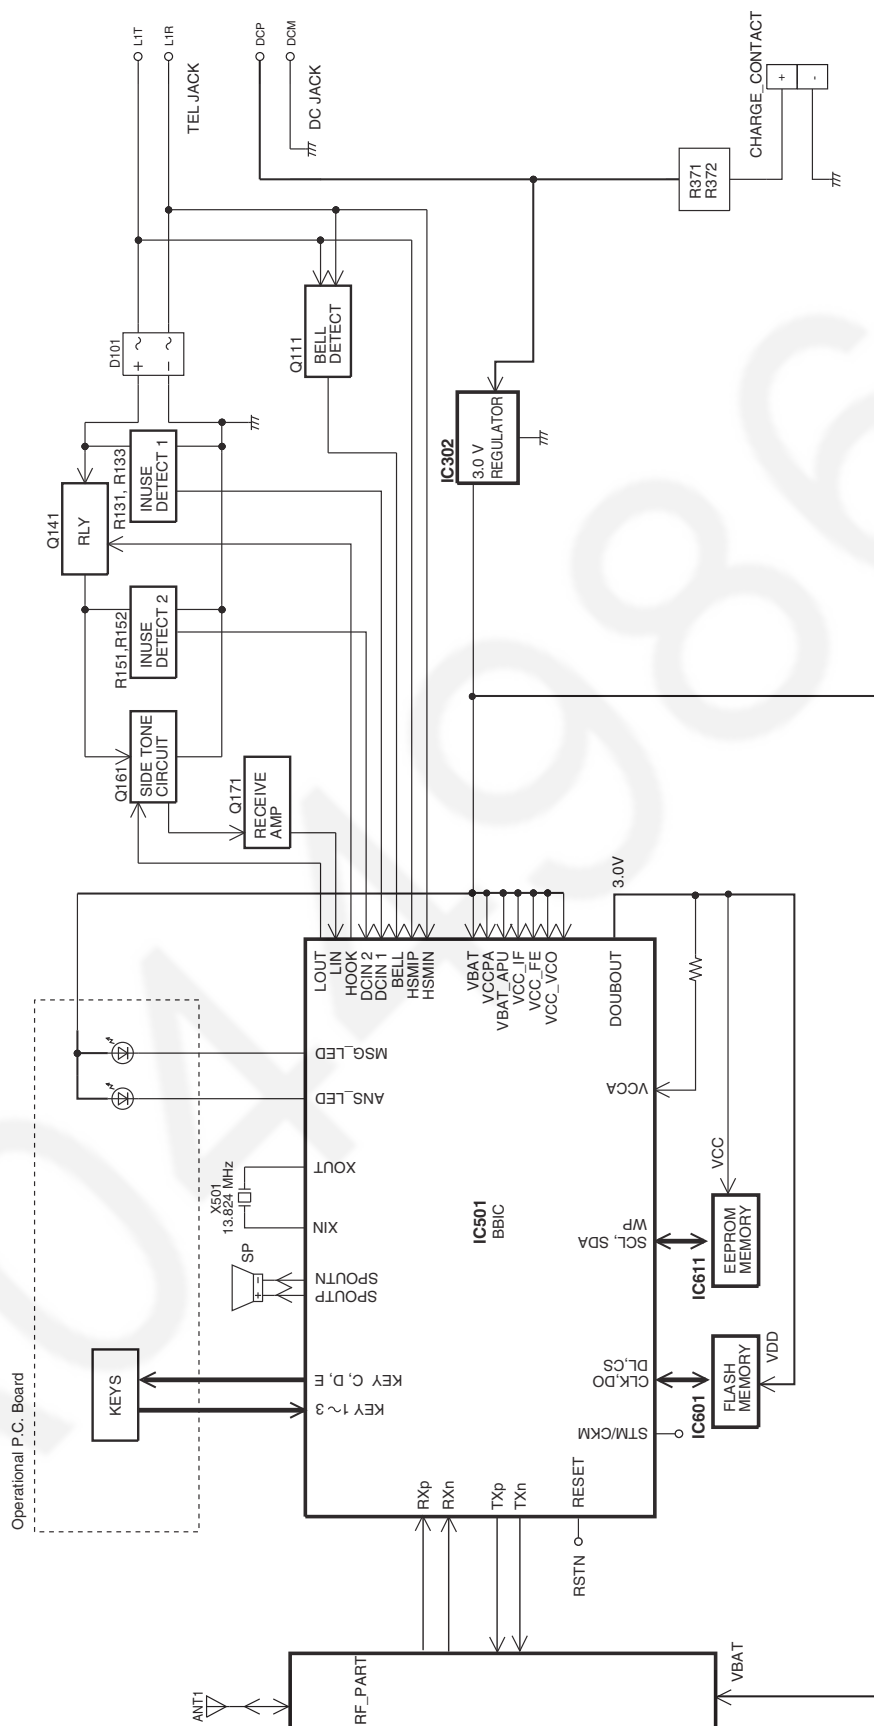 L1T
L1R
TEL JACK
DCP
DCM
DC JACK
CHARGE_CONTACT
+
-
R371
R372
D101
+ ~
− ~
Q111
BELL
DETECT
IC302
3.0 V
REGULATOR
Q141
RLY
R131, R133
INUSE
DETECT 1
R151,R152
INUSE
DETECT 2
Q161
SIDE TONE
CIRCUIT
Q171
RECEIVE
AMP
3.0V
LOUT
LIN
HOOK
DCIN 2
DCIN 1
BELL
HSMIP
HSMIN
VBAT
VCCPA
VBAT_APU
VCC_IF
VCC_FE
VCC_VCO
DOUBOUT
MSG_LED
ANS_LED
XOUT
XIN
X501
13.824 MHz
SP
−
+
SPOUTN
SPOUTP
VCCA
VCC
IC501
BBIC
WP
SCL, SDA
IC611
EEPROM
MEMORY
Operational P.C. Board
KEYS
KEY C, D, E
KEY 1~3
DL,CS
CLK,DO
IC601
FLASH
MEMORY
VDD
STM/CKM
RXp
RXn
TXp
TXn
RESET
RSTN
ANT1
RF_PART
VBAT
1049869